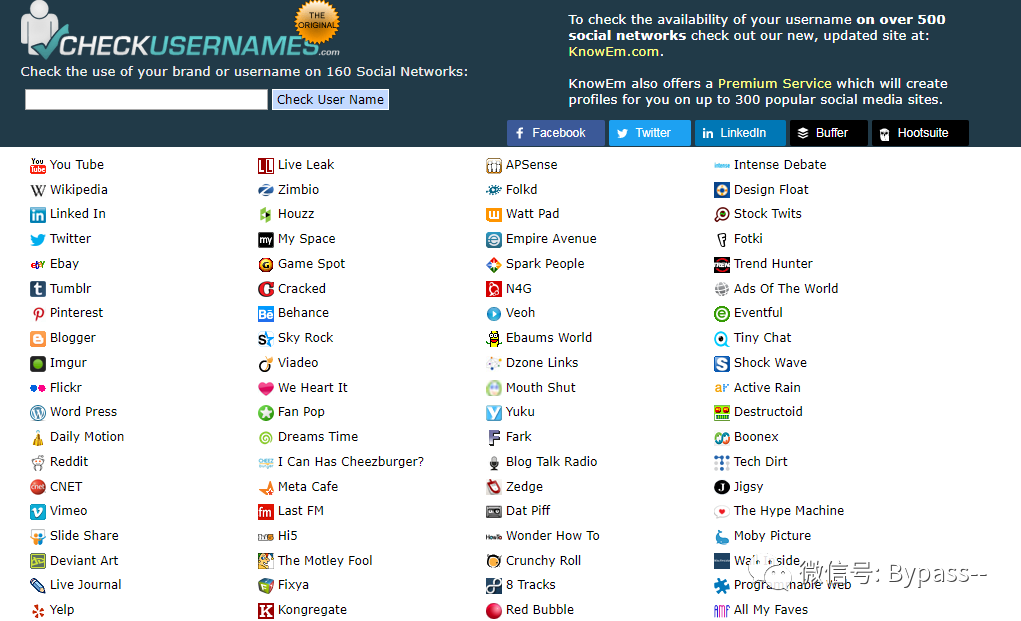 THE
ORIGINAL
CHECKUSERNAMES.com
Check the use of your brand or username on 160 Social Networks:
Check User Name
To check the availability of your username on over 500
social networks check out our new, updated site at:
KnowEm.com.
KnowEm also offers a Premium Service which will create
profiles for you on up to 300 popular social media sites.
Facebook
Twitter
LinkedIn
Buffer
Hootsuite
You Tube
Wikipedia
Linked In
Twitter
Ebay
Tumblr
Pinterest
Blogger
Imgur
Flickr
Word Press
Daily Motion
Reddit
CNET
Vimeo
Slide Share
Deviant Art
Live Journal
Yelp
Live Leak
Zimbio
Houzz
My Space
Game Spot
Cracked
Behance
Sky Rock
Viadeo
We Heart It
Fan Pop
Dreams Time
I Can Has Cheezburger?
Meta Cafe
Last FM
Hi5
The Motley Fool
Fixya
Kongregate
APSense
Folkd
Watt Pad
Empire Avenue
Spark People
N4G
Veoh
Ebaums World
Dzone Links
Mouth Shut
Yuku
Fark
Blog Talk Radio
Zedge
Dat Piff
Wonder How To
Crunchy Roll
8 Tracks
Red Bubble
Intense Debate
Design Float
Stock Twits
Fotki
Trend Hunter
Ads Of The World
Eventful
Tiny Chat
Shock Wave
Active Rain
Destructoid
Boonex
Tech Dirt
Jigsy
The Hype Machine
Moby Picture
Programmable Web
All My Faves
微信号: Bypass--